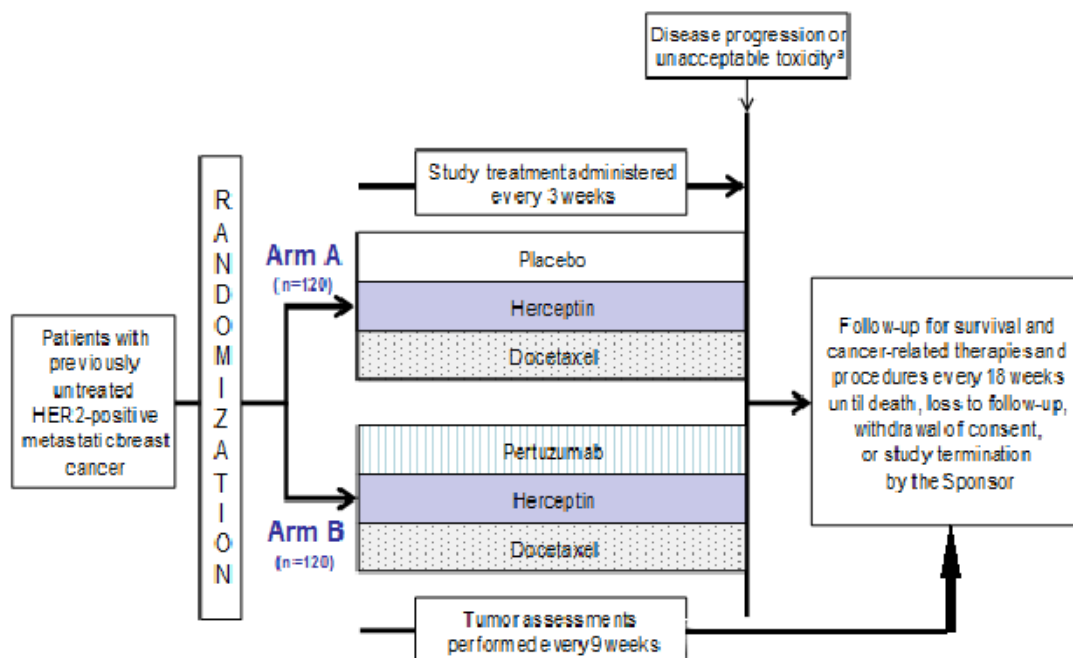 Disease progression or
unacceptable toxicityᵃ
Study treatment administered
every 3 weeks
RANDOMIZATION
Arm A
(n=120)
Placebo
Herceptin
Docetaxel
Patients with
previously
untreated
HER2-positive
metastatic breast
cancer
Pertuzumab
Herceptin
Docetaxel
Arm B
(n=120)
Follow-up for survival and
cancer-related therapies and
procedures every 18 weeks
until death, loss to follow-up,
withdrawal of consent,
or study termination
by the Sponsor
Tumor assessments
performed every 9 weeks